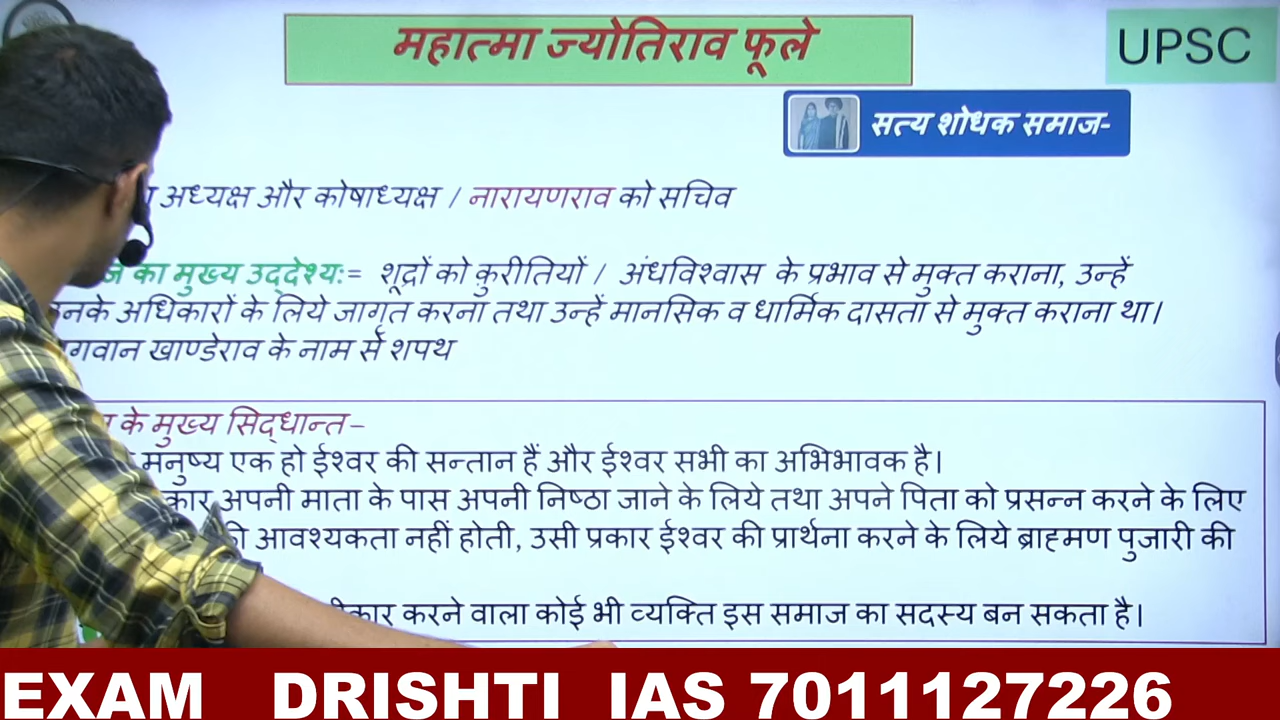 महात्मा ज्योतिराव फूले
UPSC
सत्य शोधक समाज-
अध्यक्ष और कोषाध्यक्ष / नारायणराव को सचिव
का मुख्य उद्देश्य:= शूद्रों को कुरीतियों / अंधविश्वास के प्रभाव से मुक्त कराना, उन्हें
अधिकारों के लिये जागृत करना तथा उन्हें मानसिक व धार्मिक दासता से मुक्त कराना था।
खाण्डेराव के नाम से शपथ
के मुख्य सिद्धान्त–
मनुष्य एक हो ईश्वर की सन्तान हैं और ईश्वर सभी का अभिभावक है।
अपनी माता के पास अपनी निष्ठा जाने के लिये तथा अपने पिता को प्रसन्न करने के लिए
आवश्यकता नहीं होती, उसी प्रकार ईश्वर की प्रार्थना करने के लिये ब्राह्मण पुजारी की
करने वाला कोई भी व्यक्ति इस समाज का सदस्य बन सकता है।
EXAM DRISHTI IAS 7011127226